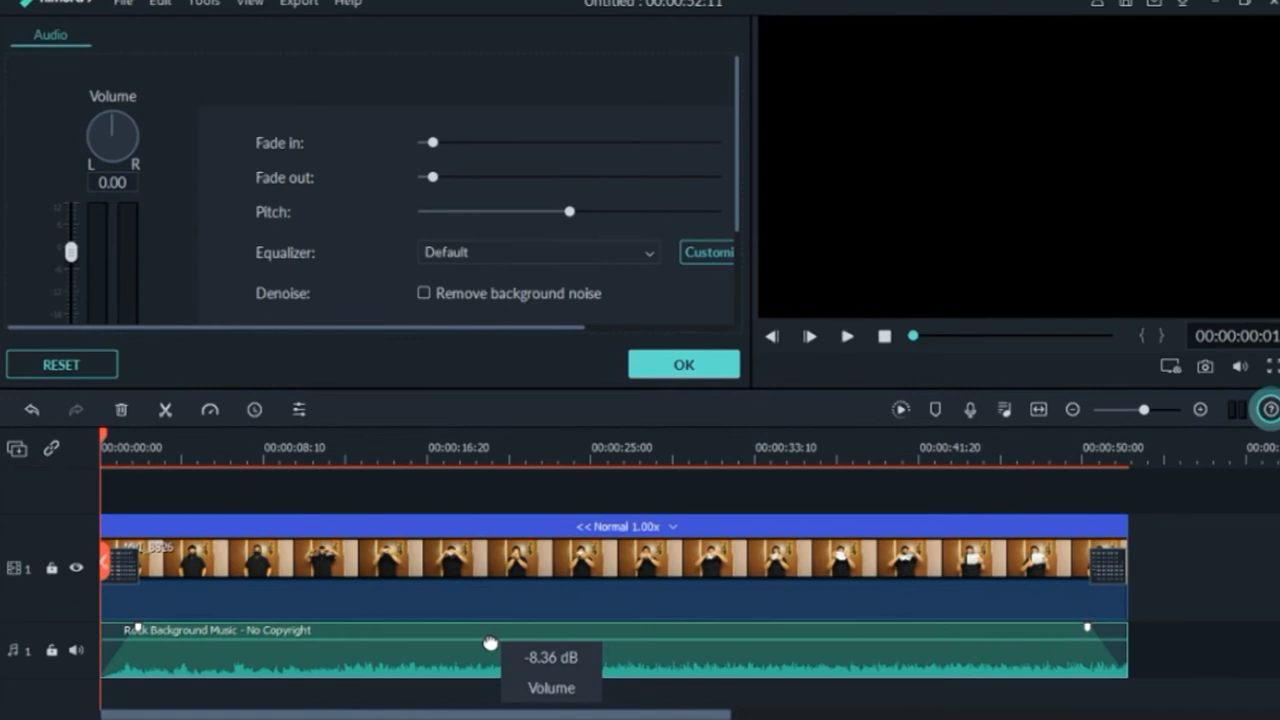 File Edit Tools View Export Help
Untitled : 00:00:52:11
Audio
Volume
L R
0.00
Fade in:
Fade out:
Pitch:
Equalizer: Default Customi
Denoise: Remove background noise
RESET OK
00:00:00:01
00:00:00:00 00:00:08:10 00:00:16:20 00:00:25:00 00:00:33:10 00:00:41:20 00:00:50:00 00:00:
<< Normal 1.00x
1
Rock Background Music - No Copyright
1
-8.36 dB
Volume